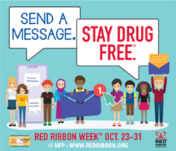 SEND A
MESSAGE.
STAY DRUG
FREE.
RED RIBBON WEEK® OCT. 23-31
© NFP • WWW.REDRIBBON.ORG